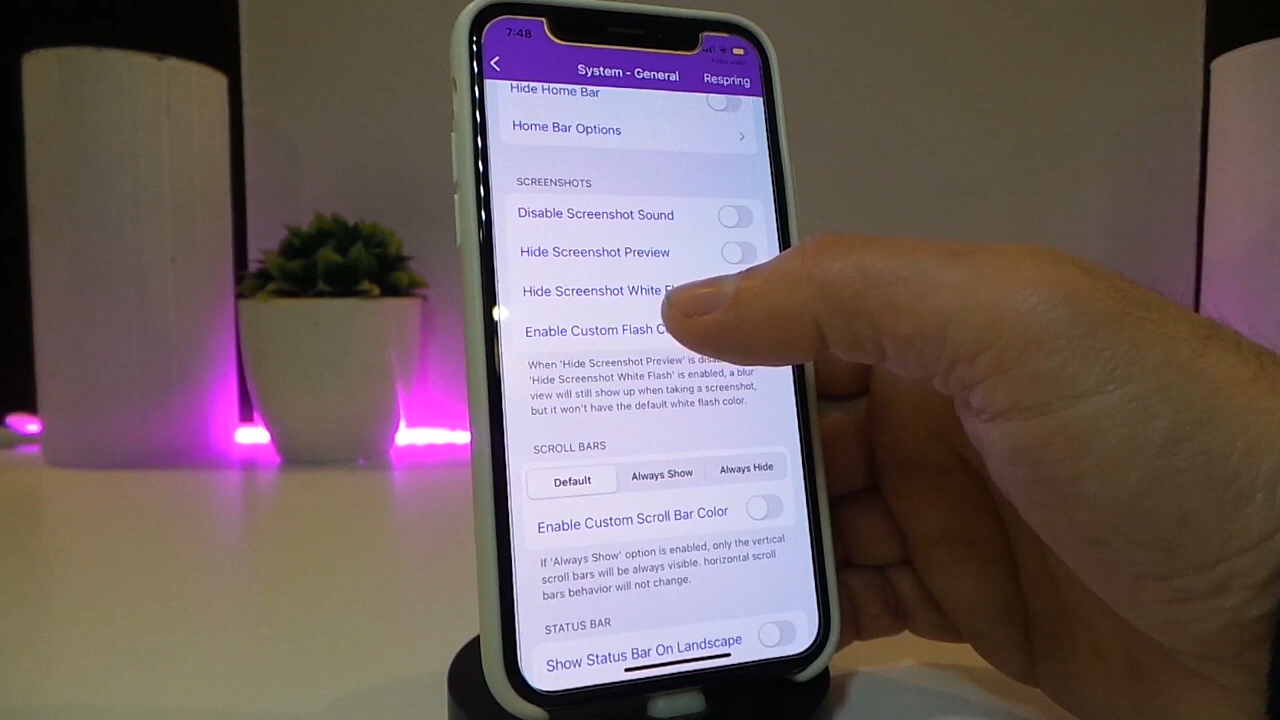 7:48
System - General
Respring
Hide Home Bar
Home Bar Options
SCREENSHOTS
Disable Screenshot Sound
Hide Screenshot Preview
Hide Screenshot White
Enable Custom Flash
When 'Hide Screenshot Preview' is
'Hide Screenshot White Flash' is enabled, a blur
view will still show up when taking a screenshot,
but it won't have the default white flash color.
SCROLL BARS
Default
Always Show
Always Hide
Enable Custom Scroll Bar Color
If 'Always Show' option is enabled, only the vertical
scroll bars will be always visible. horizontal scroll
bars behavior will not change.
STATUS BAR
Show Status Bar On Landscape